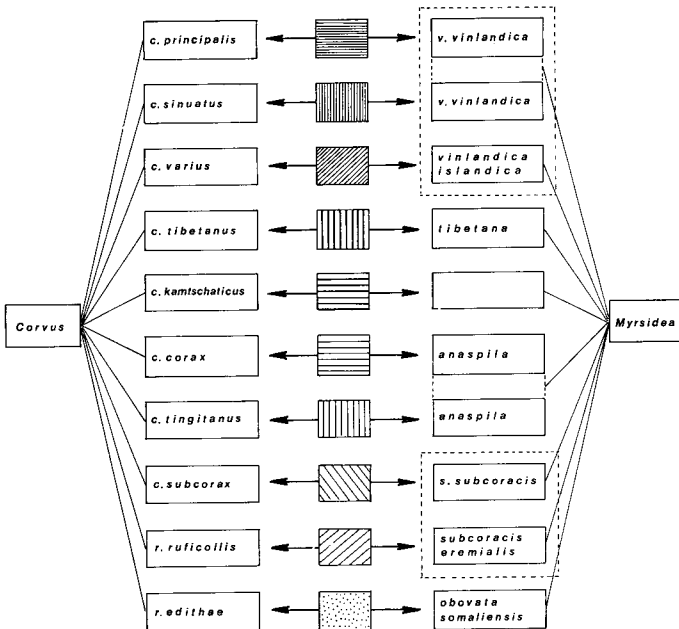 c. principalis
v. vinlandica
c. sinuatus
v. vinlandica
c. varius
vinlandica
islandica
c. tibetanus
tibetana
c. kamtschaticus
Corvus
Myrsidea
c. corax
anaspila
c. tingitanus
anaspila
c. subcorax
s. subcoracis
r. ruficollis
subcoracis
eremialis
r. edithae
obovata
somaliensis